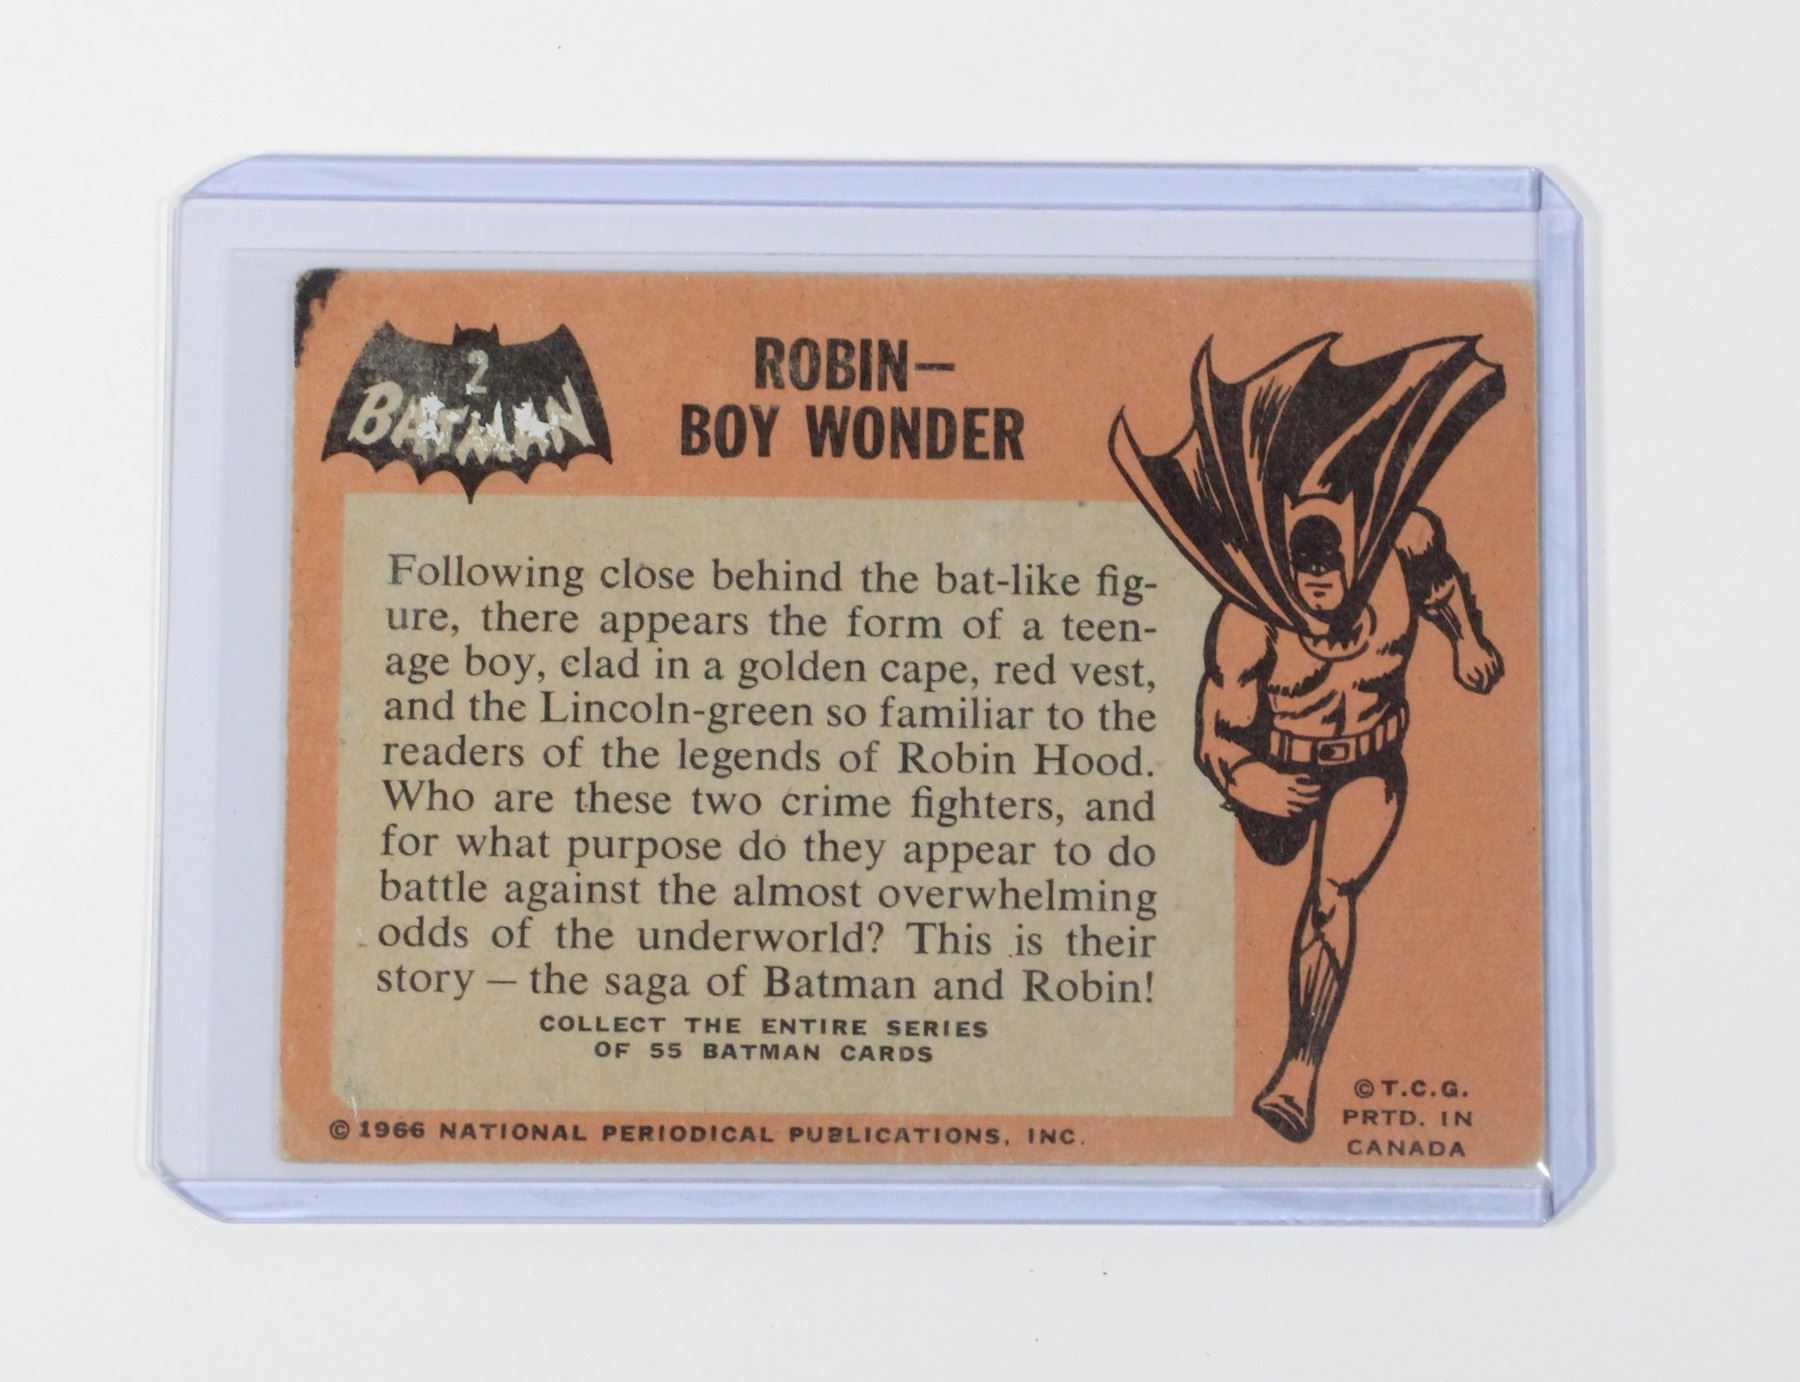 2
BATMAN
ROBIN—
BOY WONDER
Following close behind the bat-like fig-
ure, there appears the form of a teen-
age boy, clad in a golden cape, red vest,
and the Lincoln-green so familiar to the
readers of the legends of Robin Hood.
Who are these two crime fighters, and
for what purpose do they appear to do
battle against the almost overwhelming
odds of the underworld? This is their
story — the saga of Batman and Robin!
COLLECT THE ENTIRE SERIES
OF 55 BATMAN CARDS
© 1966 NATIONAL PERIODICAL PUBLICATIONS, INC.
© T.C.G.
PRTD. IN
CANADA